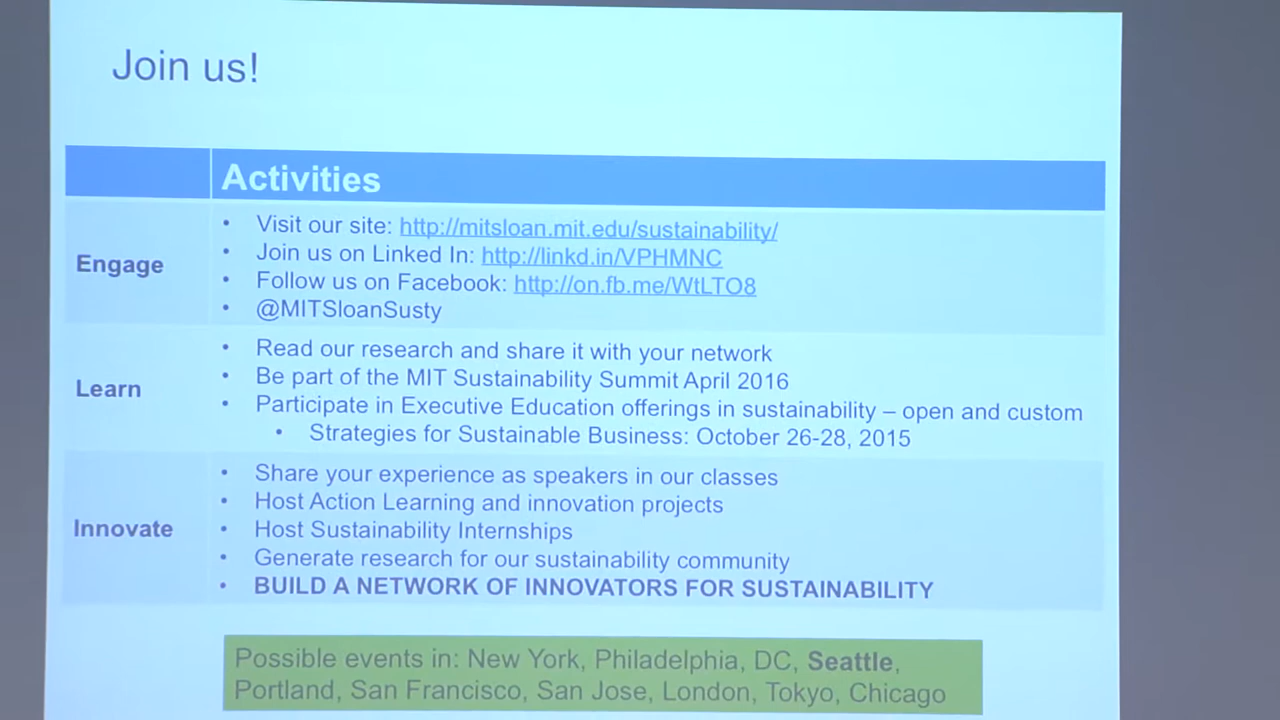 Join us!
Activities
Engage
• Visit our site: http://mitsloan.mit.edu/sustainability/
• Join us on Linked In: http://linkd.in/VPHMNC
• Follow us on Facebook: http://on.fb.me/WtLTO8
• @MITSloanSusty
Learn
• Read our research and share it with your network
• Be part of the MIT Sustainability Summit April 2016
• Participate in Executive Education offerings in sustainability – open and custom
• Strategies for Sustainable Business: October 26-28, 2015
Innovate
• Share your experience as speakers in our classes
• Host Action Learning and innovation projects
• Host Sustainability Internships
• Generate research for our sustainability community
• BUILD A NETWORK OF INNOVATORS FOR SUSTAINABILITY
Possible events in: New York, Philadelphia, DC, Seattle,
Portland, San Francisco, San Jose, London, Tokyo, Chicago